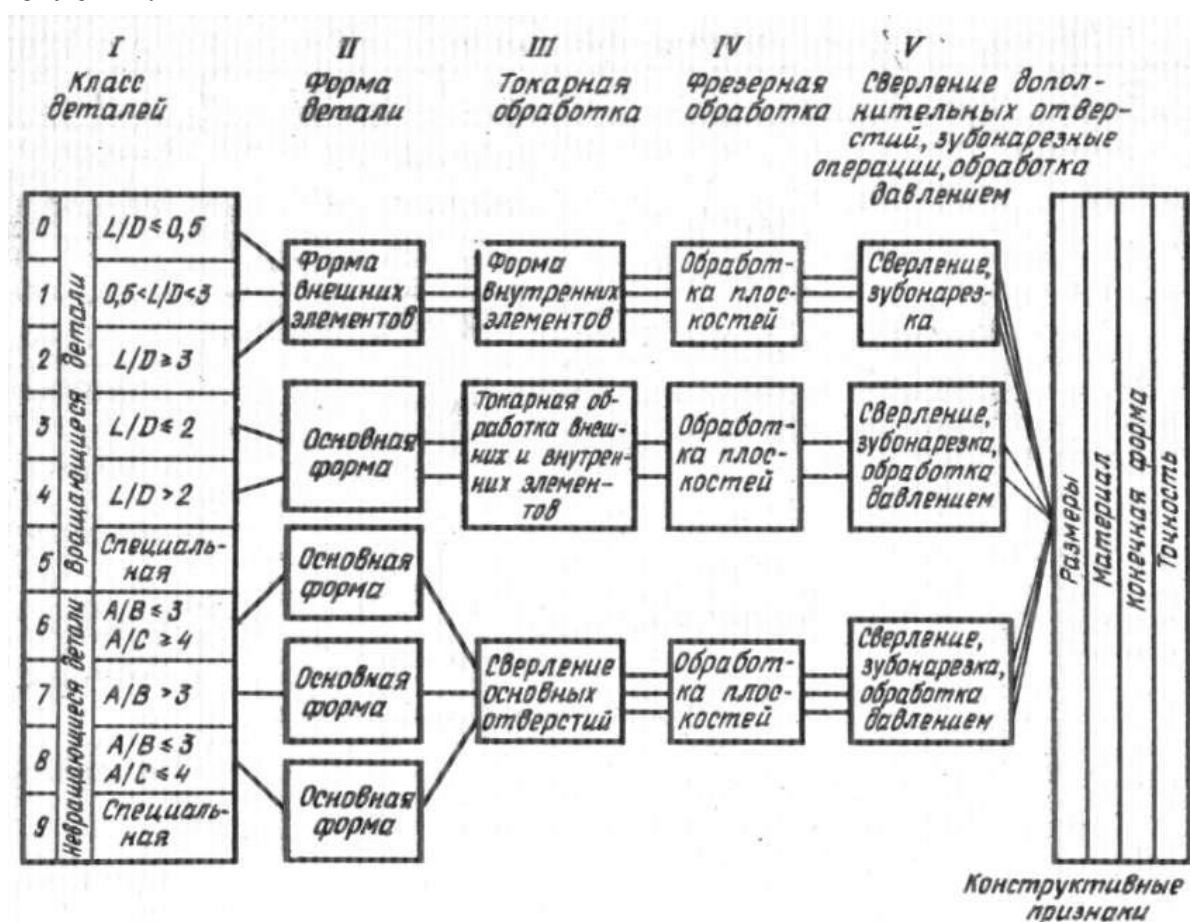 I
II
III
IV
V
Класс
деталей
Форма
детали
Токарная
обработка
Фрезерная
обработка
Сверление допол-
нительных отвер-
стий, зубонарезные
операции, обработка
давлением
Вращающиеся детали
Невращающиеся детали
0
L/D ≤ 0,5
1
0,5 < L/D < 3
2
L/D ≥ 3
3
L/D ≤ 2
4
L/D > 2
5
Специаль-
ная
6
A/B ≤ 3
A/C ≥ 4
7
A/B > 3
8
A/B ≤ 3
A/C ≤ 4
9
Специаль-
ная
Форма
внешних
элементов
Форма
внутренних
элементов
Обработ-
ка плос-
костей
Сверление,
зубонарез-
ка
Основная
форма
Токарная об-
работка внеш-
них и внутрен-
них элемен-
тов
Обработ-
ка плос-
костей
Сверление,
зубонарезка,
обработка
давлением
Основная
форма
Основная
форма
Основная
форма
Сверление
основных
отверстий
Обработ-
ка плос-
костей
Сверление,
зубонарезка,
обработка
давлением
Размеры
Материал
Конечная форма
Точность
Конструктивные
признаки